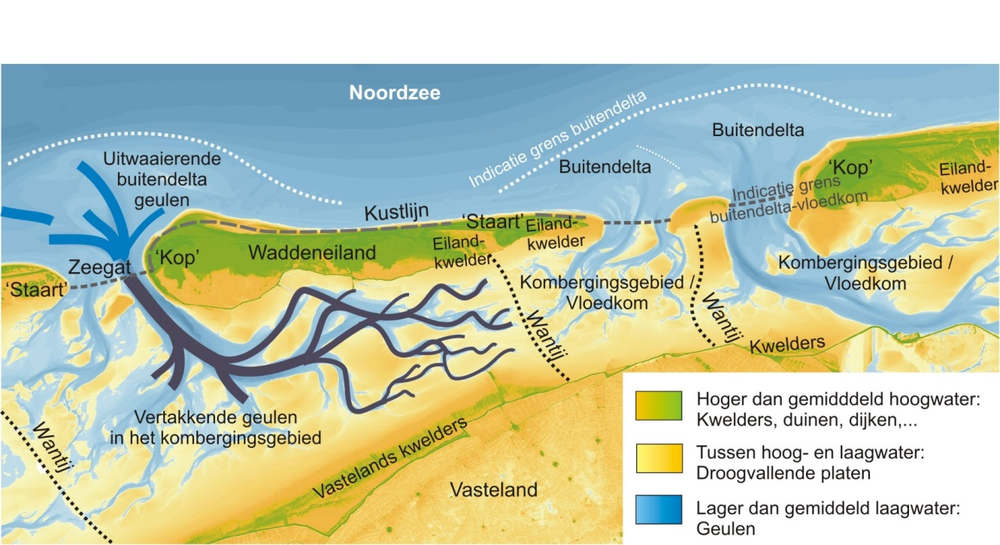 Noordzee
Indicatie grens buitendelta
Buitendelta
Uitwaaierende
buitendelta
geulen
Buitendelta
'Kop'
Eiland-
kwelder
Indicatie grens
buitendelta-vloedkom
Kustlijn
'Staart'
Eiland-
kwelder
Eiland-
kwelder
Waddeneiland
'Kop'
Zeegat
'Staart'
Kombergingsgebied /
Vloedkom
Kombergingsgebied /
Vloedkom
Wantij
Wantij
Kwelders
Vertakkende geulen
in het kombergingsgebied
Wantij
Vastelands kwelders
Vasteland
Hoger dan gemidddeld hoogwater:
Kwelders, duinen, dijken,...
Tussen hoog- en laagwater:
Droogvallende platen
Lager dan gemiddeld laagwater:
Geulen